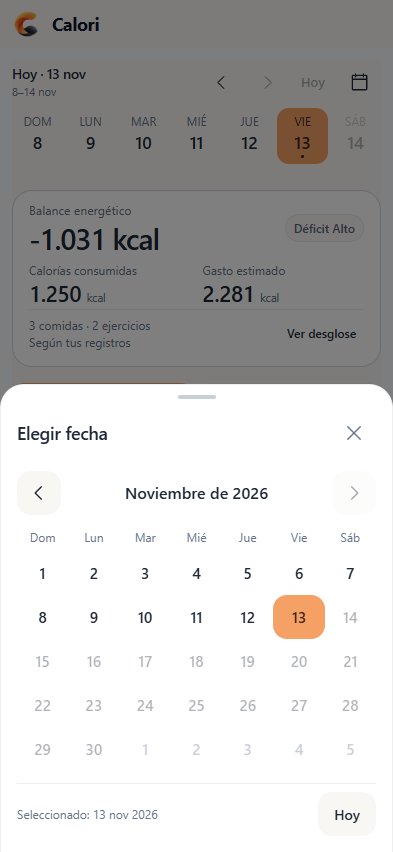 Calori
Hoy · 13 nov
8–14 nov
Hoy
DOM LUN MAR MIÉ JUE VIE SÁB
8 9 10 11 12 13 14
Balance energético
-1.031 kcal
Déficit Alto
Calorías consumidas Gasto estimado
1.250 kcal 2.281 kcal
3 comidas · 2 ejercicios
Según tus registros
Ver desglose
Elegir fecha
Noviembre de 2026
Dom Lun Mar Mié Jue Vie Sáb
1 2 3 4 5 6 7
8 9 10 11 12 13 14
15 16 17 18 19 20 21
22 23 24 25 26 27 28
29 30 1 2 3 4 5
Seleccionado: 13 nov 2026
Hoy